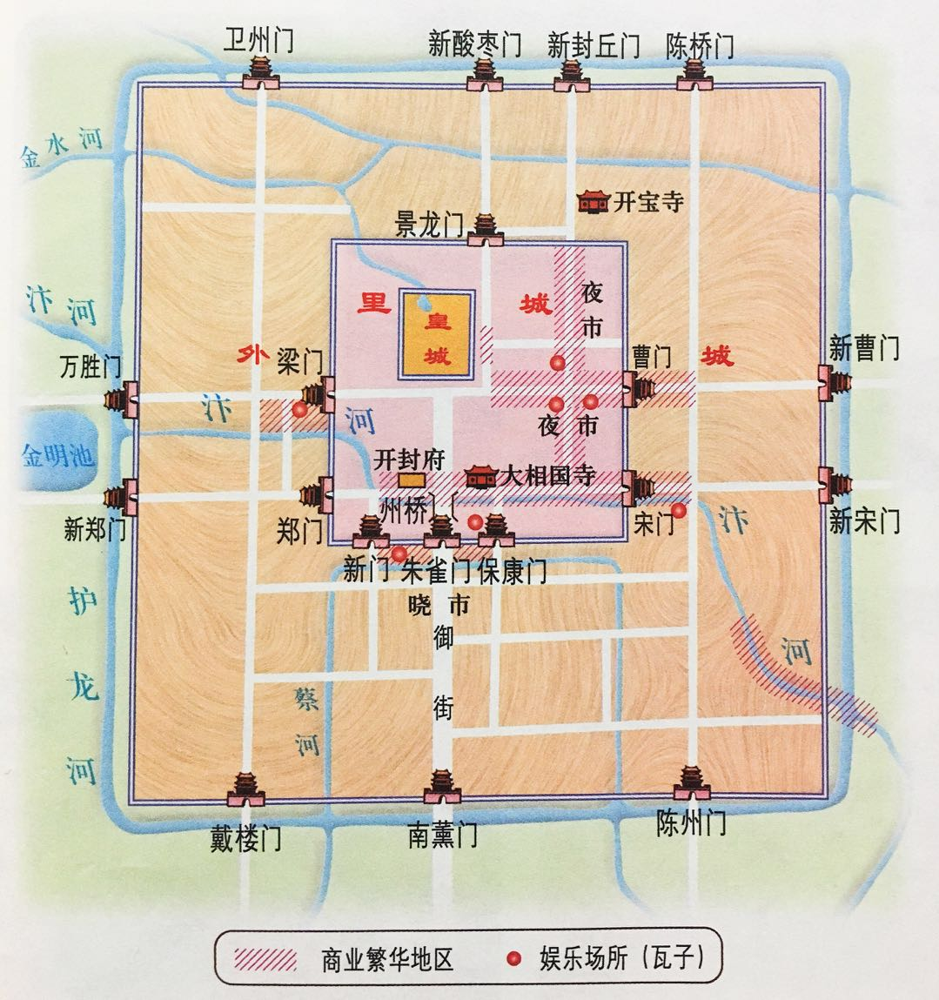 卫州门
新酸枣门
新封丘门
陈桥门
金水河
开宝寺
景龙门
汴河
里城
夜市
皇城
外城
万胜门
梁门
曹门
新曹门
汴河
夜市
金明池
开封府
大相国寺
州桥
新郑门
郑门
宋门
新宋门
汴河
新门
朱雀门
保康门
晓市
护龙河
御街
蔡河
戴楼门
南薰门
陈州门
商业繁华地区
娱乐场所（瓦子）